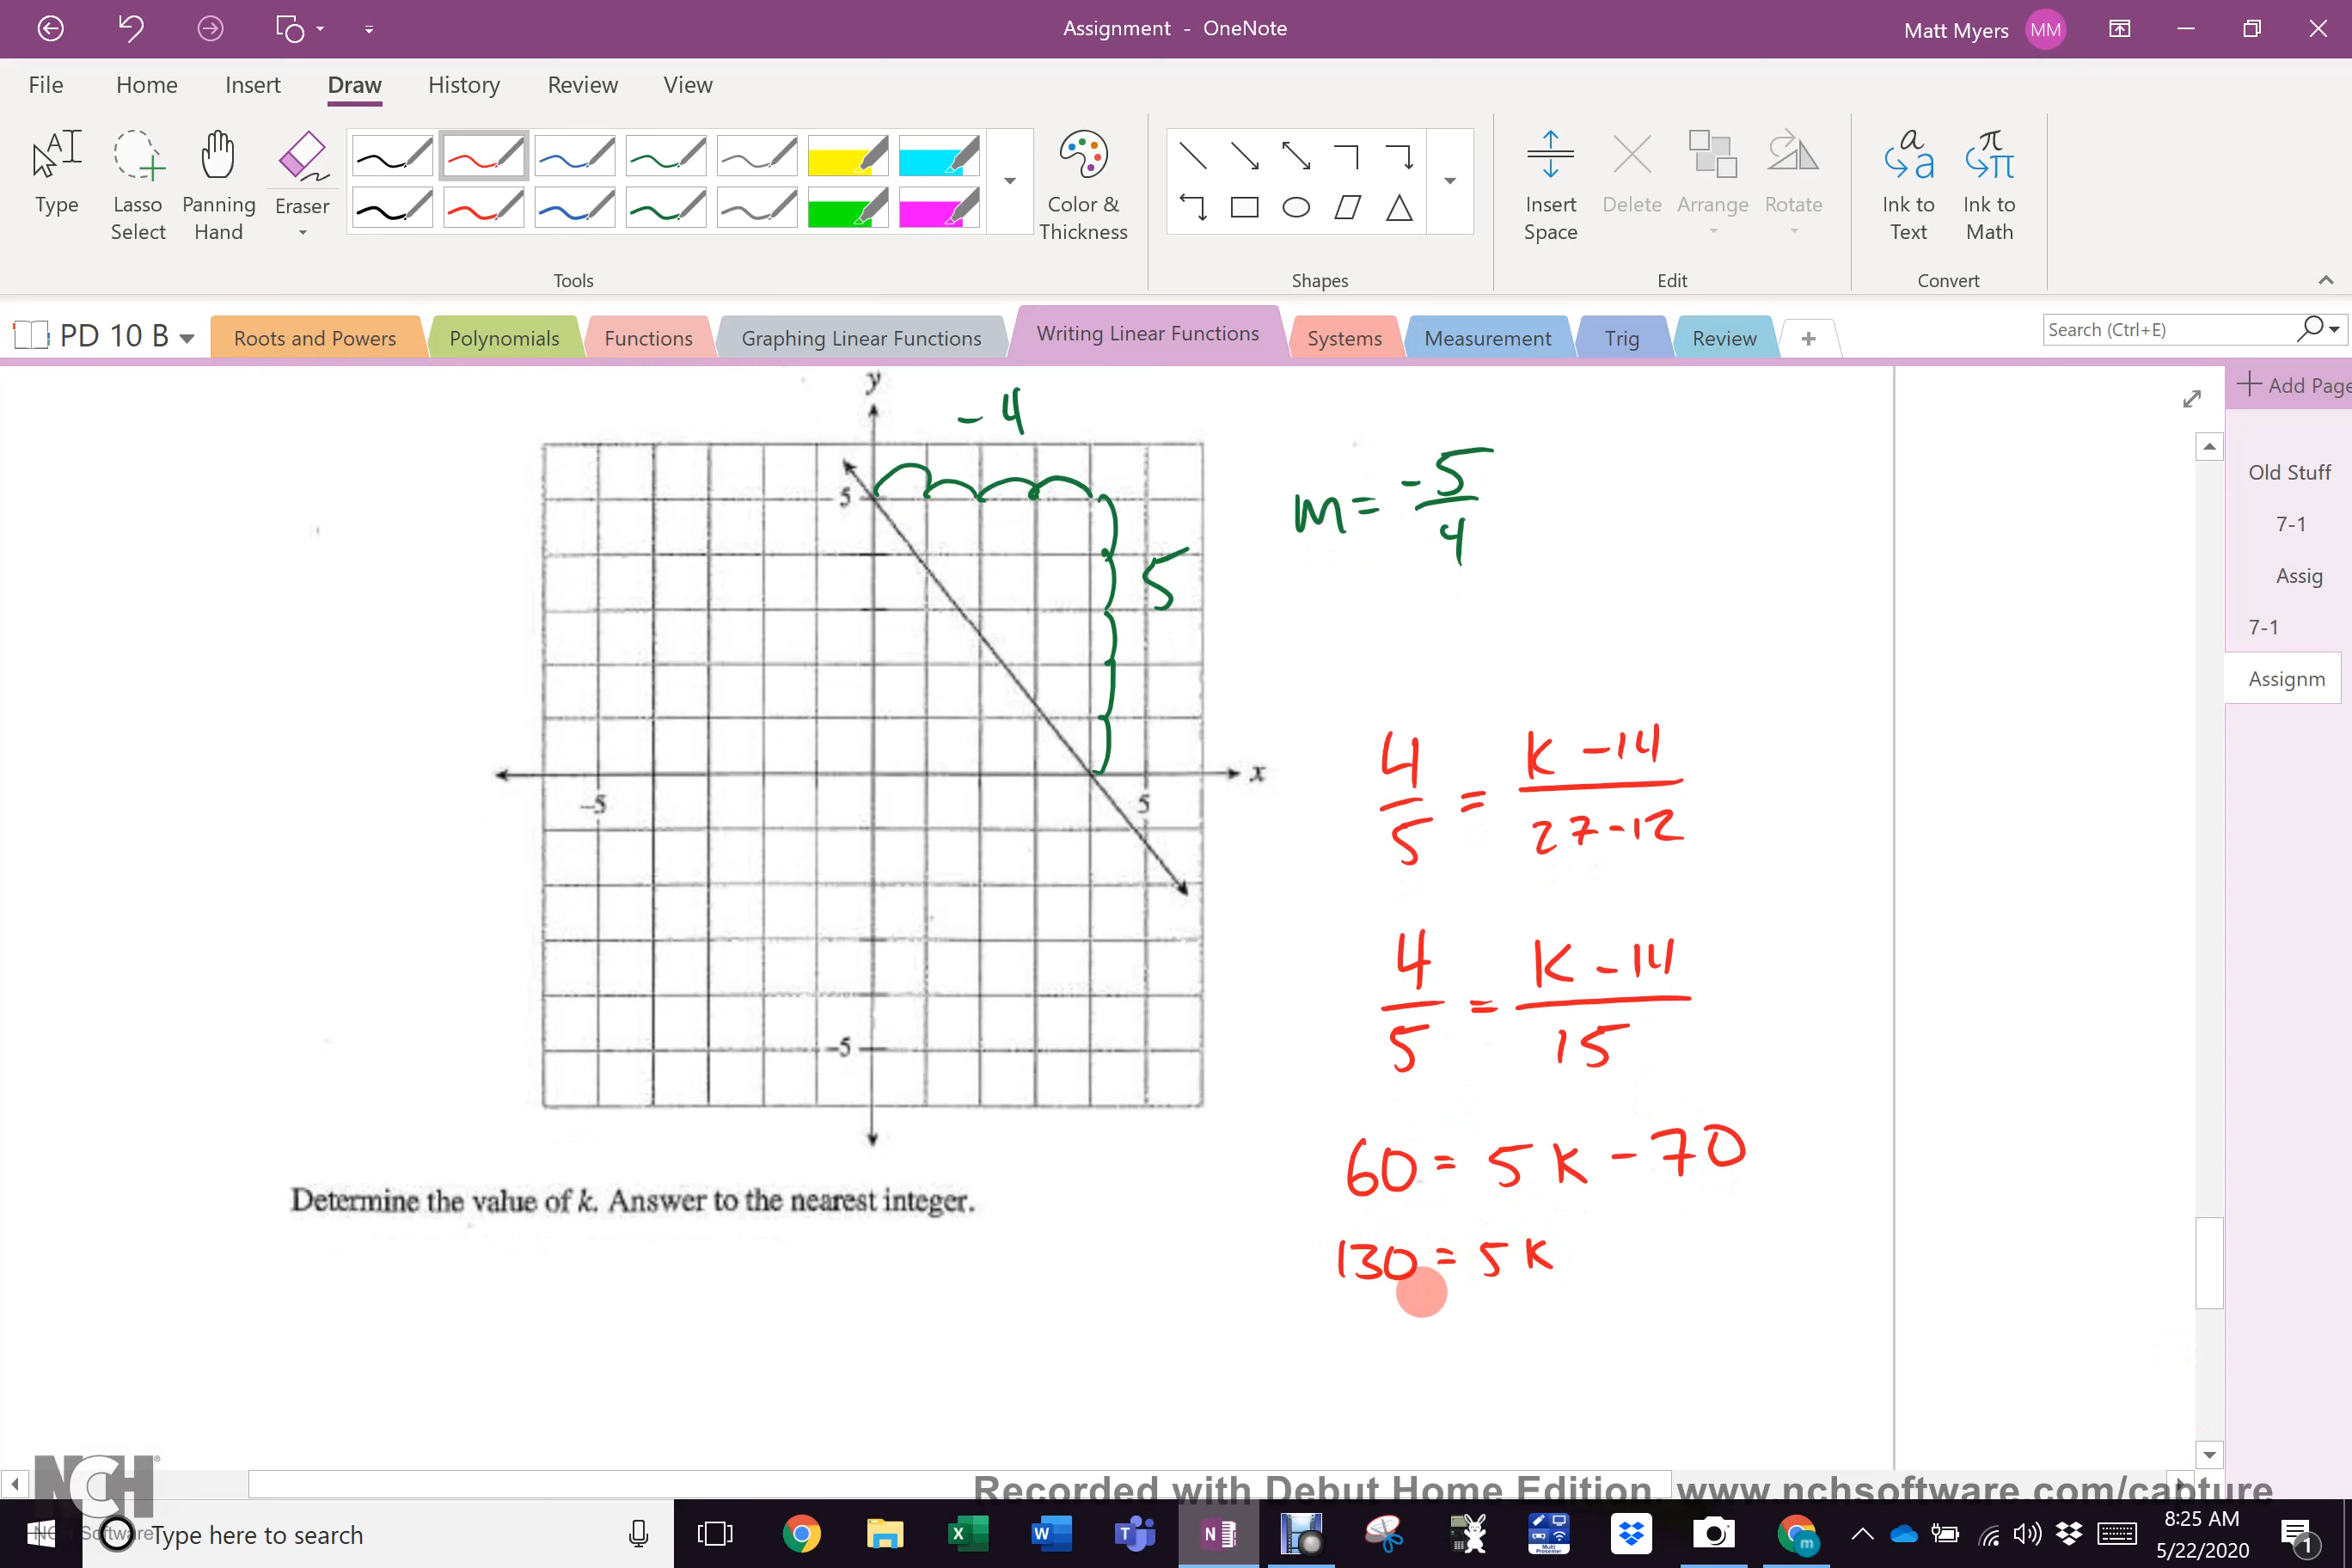 Assignment - OneNote
Matt Myers MM
File Home Insert Draw History Review View
Type
Lasso Select
Panning Hand
Eraser
Color & Thickness
Insert Space
Delete
Arrange
Rotate
Ink to Text
Ink to Math
Tools
Shapes
Edit
Convert
PD 10 B
Roots and Powers
Polynomials
Functions
Graphing Linear Functions
Writing Linear Functions
Systems
Measurement
Trig
Review
Search (Ctrl+E)
Add Page
Old Stuff
7-1
Assig
7-1
Assignm
y
- 4
5
5
x
-5
5
-5
m = -5/4
4/5 = K - 14 / 27 - 12
4/5 = K - 14 / 15
60 = 5K - 70
130 = 5K
Determine the value of k. Answer to the nearest integer.
NCH®
NCH Software
Recorded with Debut Home Edition. www.nchsoftware.com/capture
Type here to search
8:25 AM
5/22/2020
1